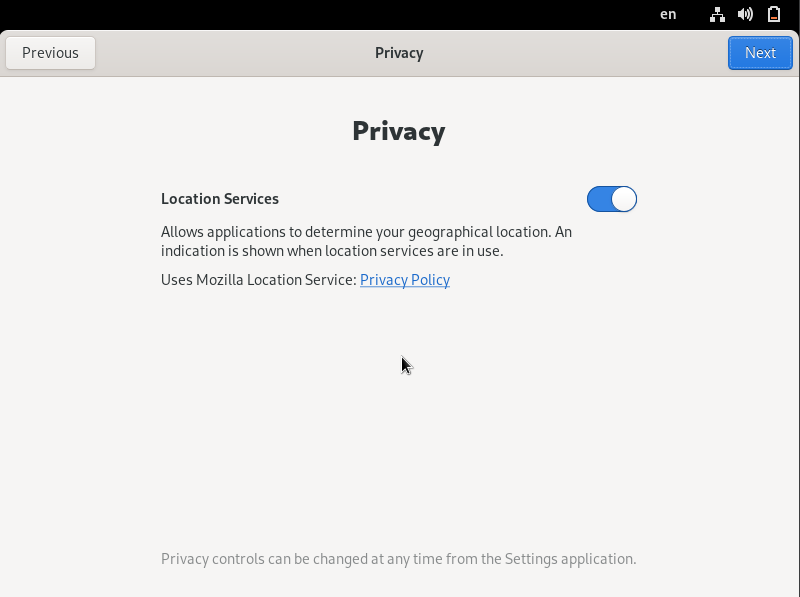 en
Previous
Privacy
Next
Privacy
Location Services
Allows applications to determine your geographical location. An
indication is shown when location services are in use.
Uses Mozilla Location Service: Privacy Policy
Privacy controls can be changed at any time from the Settings application.